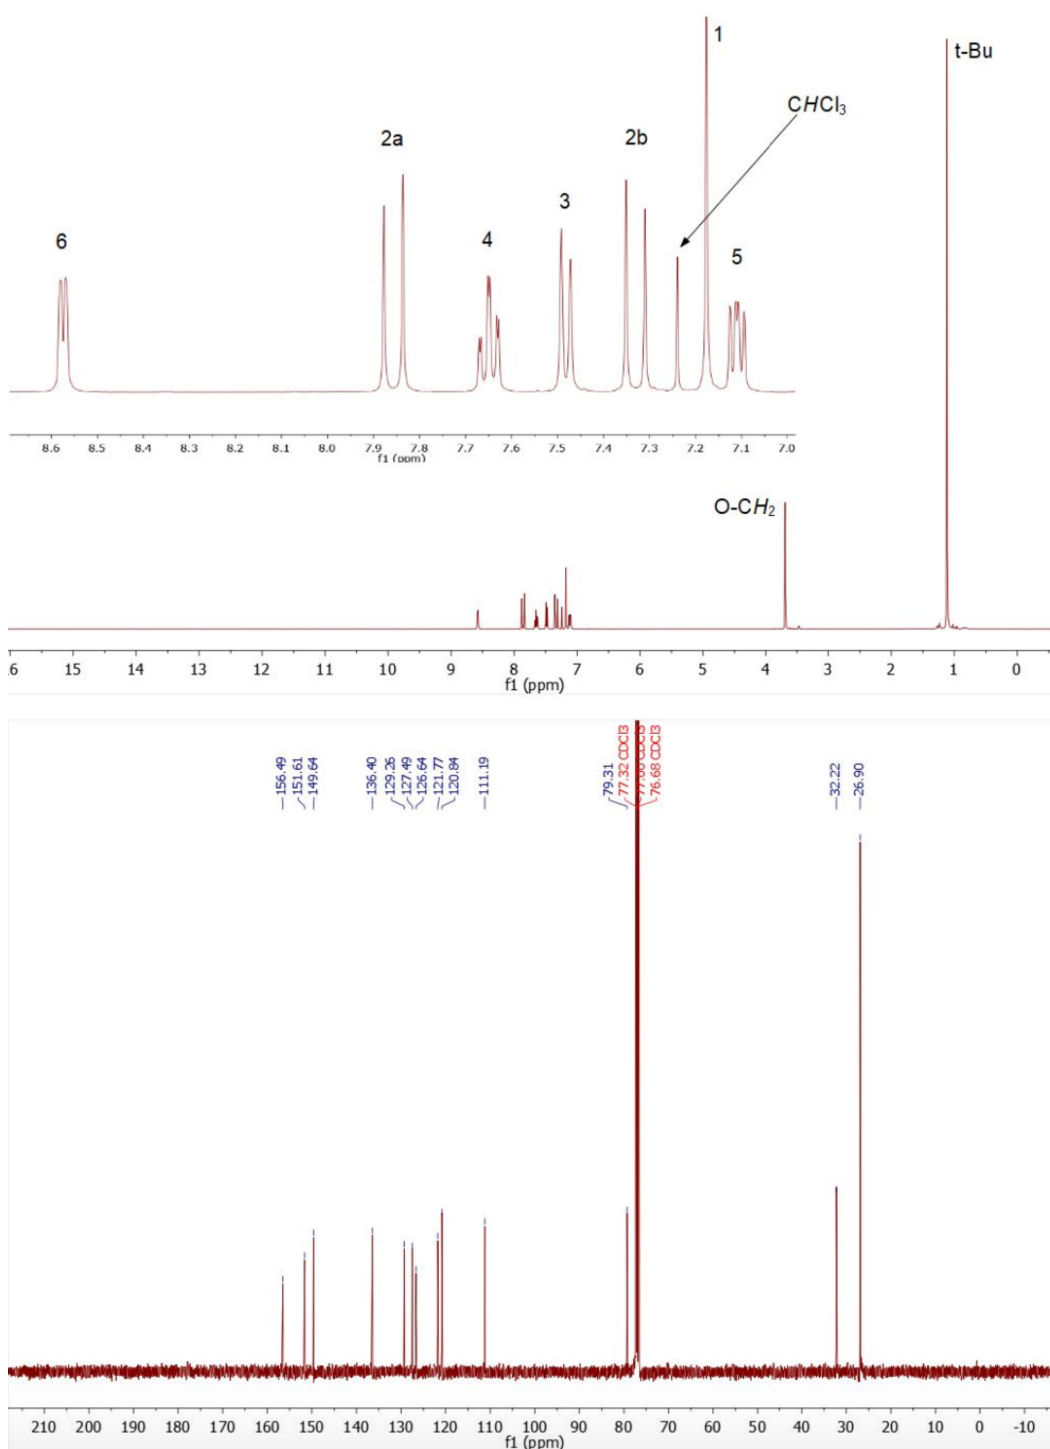 1
t-Bu
CHCl3
2a
2b
3
6
4
5
8.6 8.5 8.4 8.3 8.2 8.1 8.0 7.9 7.8 7.7 7.6 7.5 7.4 7.3 7.2 7.1 7.0
f1 (ppm)
O-CH2
6 15 14 13 12 11 10 9 8 7 6 5 4 3 2 1 0
f1 (ppm)
156.49
151.61
149.64
136.40
129.26
127.49
126.64
121.77
120.84
111.19
79.31
77.32 CDCl3
77.00 CDCl3
76.68 CDCl3
32.22
26.90
210 200 190 180 170 160 150 140 130 120 110 100 90 80 70 60 50 40 30 20 10 0 -10
f1 (ppm)